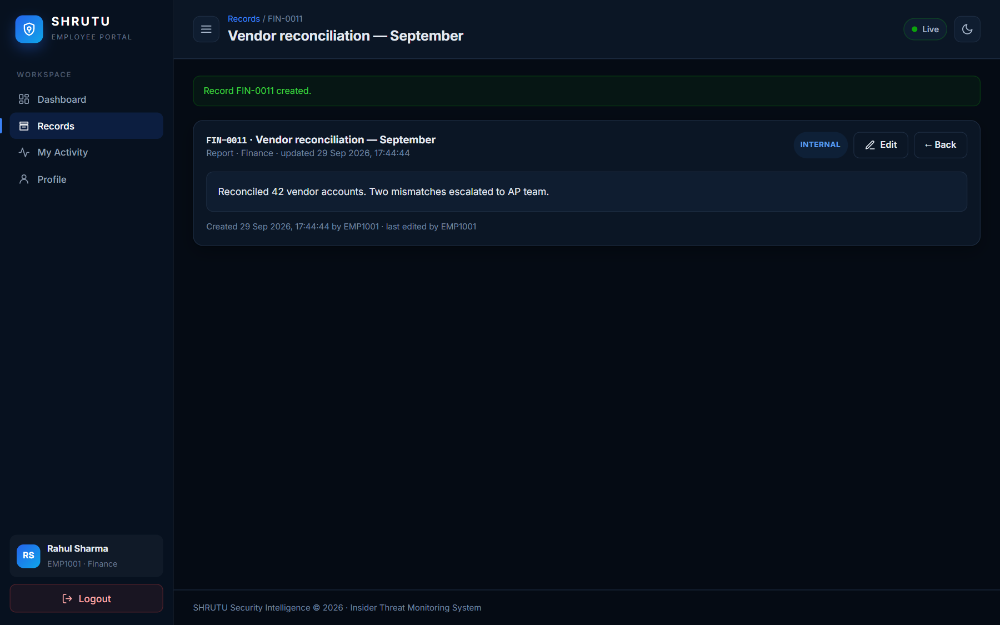 SHRUTU
EMPLOYEE PORTAL
WORKSPACE
Dashboard
Records
My Activity
Profile
RS
Rahul Sharma
EMP1001 · Finance
Logout
Records / FIN-0011
Vendor reconciliation — September
Live
Record FIN-0011 created.
FIN-0011 · Vendor reconciliation — September
Report · Finance · updated 29 Sep 2026, 17:44:44
INTERNAL
Edit
← Back
Reconciled 42 vendor accounts. Two mismatches escalated to AP team.
Created 29 Sep 2026, 17:44:44 by EMP1001 · last edited by EMP1001
SHRUTU Security Intelligence © 2026 · Insider Threat Monitoring System